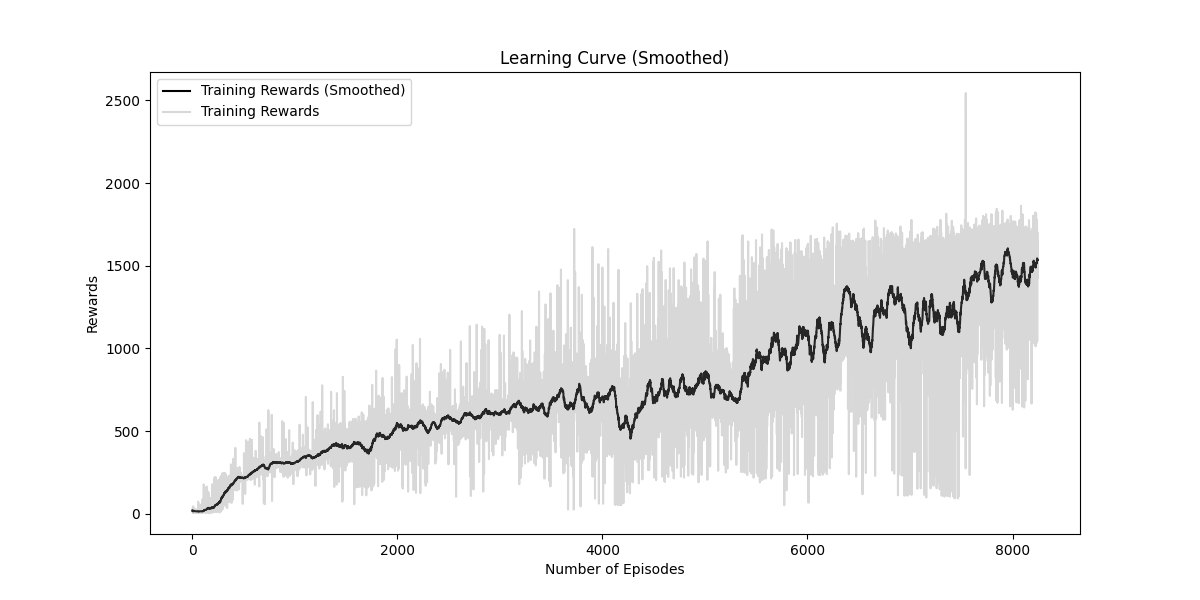 Learning Curve (Smoothed)
Training Rewards (Smoothed)
Training Rewards
2500
2000
1500
1000
500
0
Rewards
0 2000 4000 6000 8000
Number of Episodes